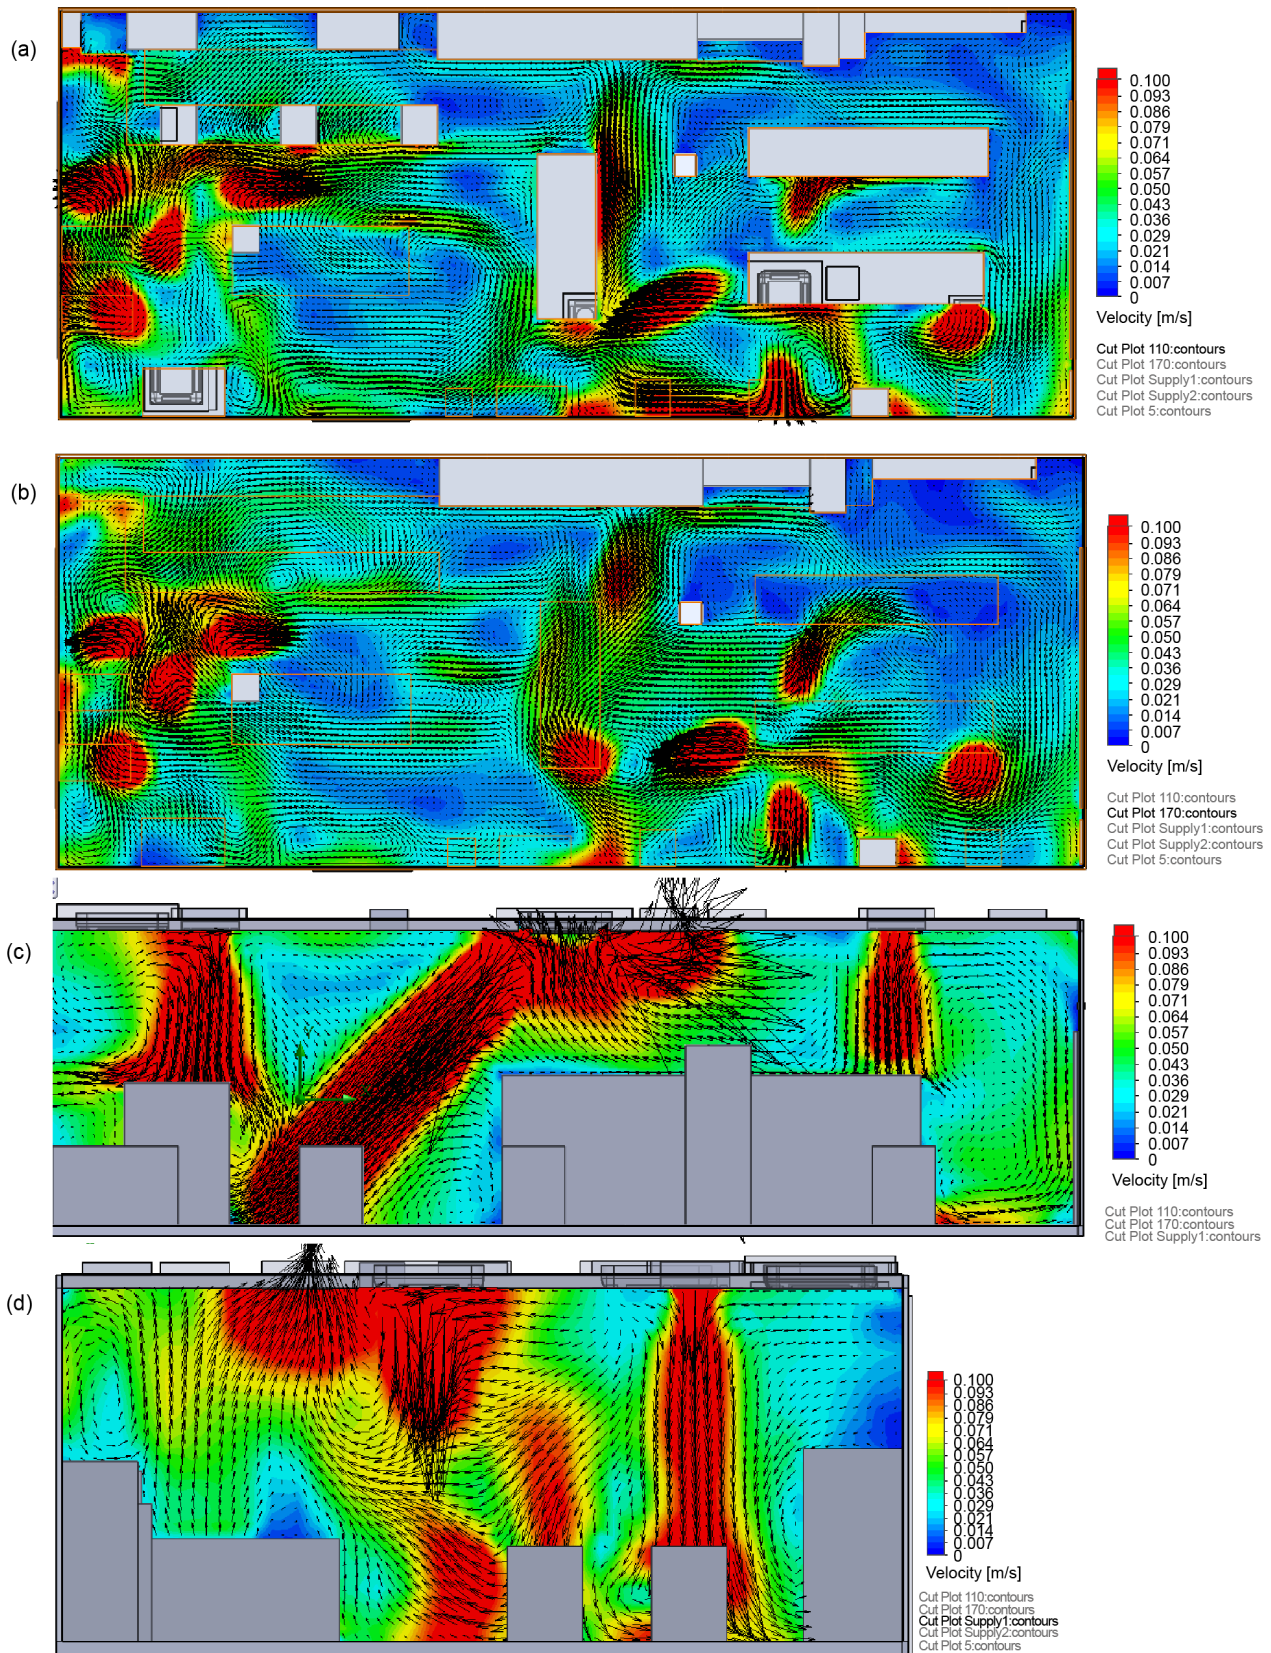 (a)
0.100
0.093
0.086
0.079
0.071
0.064
0.057
0.050
0.043
0.036
0.029
0.021
0.014
0.007
0
Velocity [m/s]
Cut Plot 110:contours
Cut Plot 170:contours
Cut Plot Supply1:contours
Cut Plot Supply2:contours
Cut Plot 5:contours
(b)
0.100
0.093
0.086
0.079
0.071
0.064
0.057
0.050
0.043
0.036
0.029
0.021
0.014
0.007
0
Velocity [m/s]
Cut Plot 110:contours
Cut Plot 170:contours
Cut Plot Supply1:contours
Cut Plot Supply2:contours
Cut Plot 5:contours
(c)
0.100
0.093
0.086
0.079
0.071
0.064
0.057
0.050
0.043
0.036
0.029
0.021
0.014
0.007
0
Velocity [m/s]
Cut Plot 110:contours
Cut Plot 170:contours
Cut Plot Supply1:contours
(d)
0.100
0.093
0.086
0.079
0.071
0.064
0.057
0.050
0.043
0.036
0.029
0.021
0.014
0.007
0
Velocity [m/s]
Cut Plot 110:contours
Cut Plot 170:contours
Cut Plot Supply1:contours
Cut Plot Supply2:contours
Cut Plot 5:contours